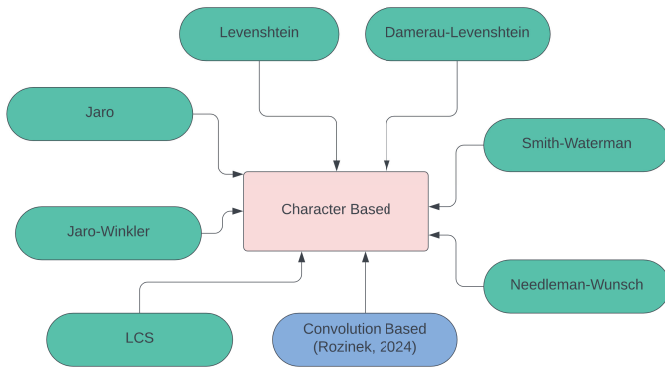 Levenshtein
Damerau-Levenshtein
Jaro
Smith-Waterman
Character Based
Jaro-Winkler
Needleman-Wunsch
LCS
Convolution Based
(Rozinek, 2024)